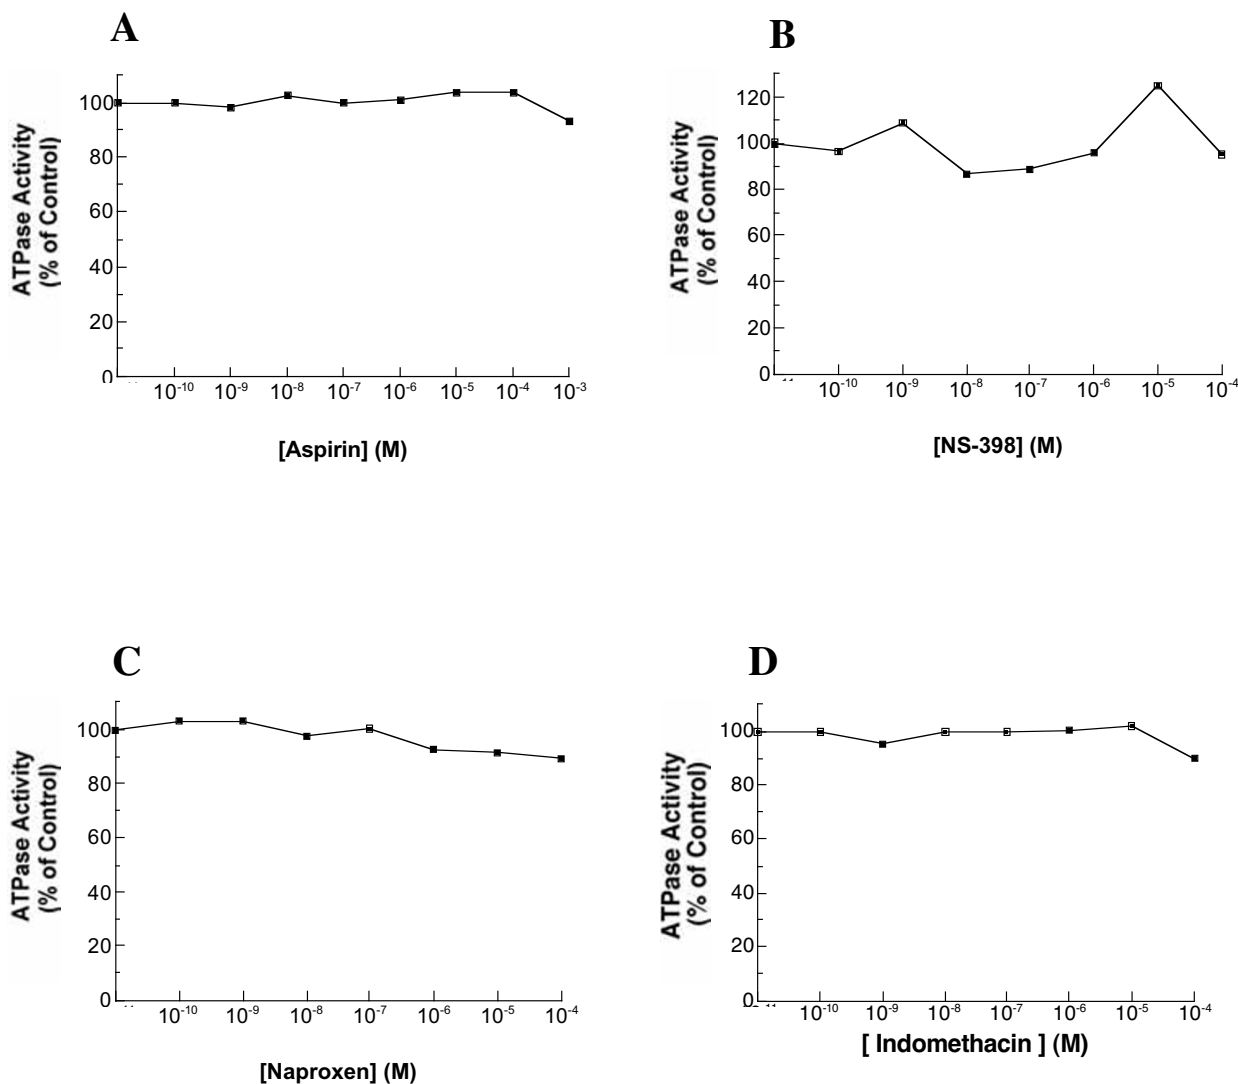 A
ATPase Activity
(% of Control)
100
80
60
40
20
0
10⁻¹⁰ 10⁻⁹ 10⁻⁸ 10⁻⁷ 10⁻⁶ 10⁻⁵ 10⁻⁴ 10⁻³
[Aspirin] (M)
B
ATPase Activity
(% of Control)
120
100
80
60
40
20
0
10⁻¹⁰ 10⁻⁹ 10⁻⁸ 10⁻⁷ 10⁻⁶ 10⁻⁵ 10⁻⁴
[NS-398] (M)
C
ATPase Activity
(% of Control)
100
80
60
40
20
0
10⁻¹⁰ 10⁻⁹ 10⁻⁸ 10⁻⁷ 10⁻⁶ 10⁻⁵ 10⁻⁴
[Naproxen] (M)
D
ATPase Activity
(% of Control)
100
80
60
40
20
0
10⁻¹⁰ 10⁻⁹ 10⁻⁸ 10⁻⁷ 10⁻⁶ 10⁻⁵ 10⁻⁴
[ Indomethacin ] (M)